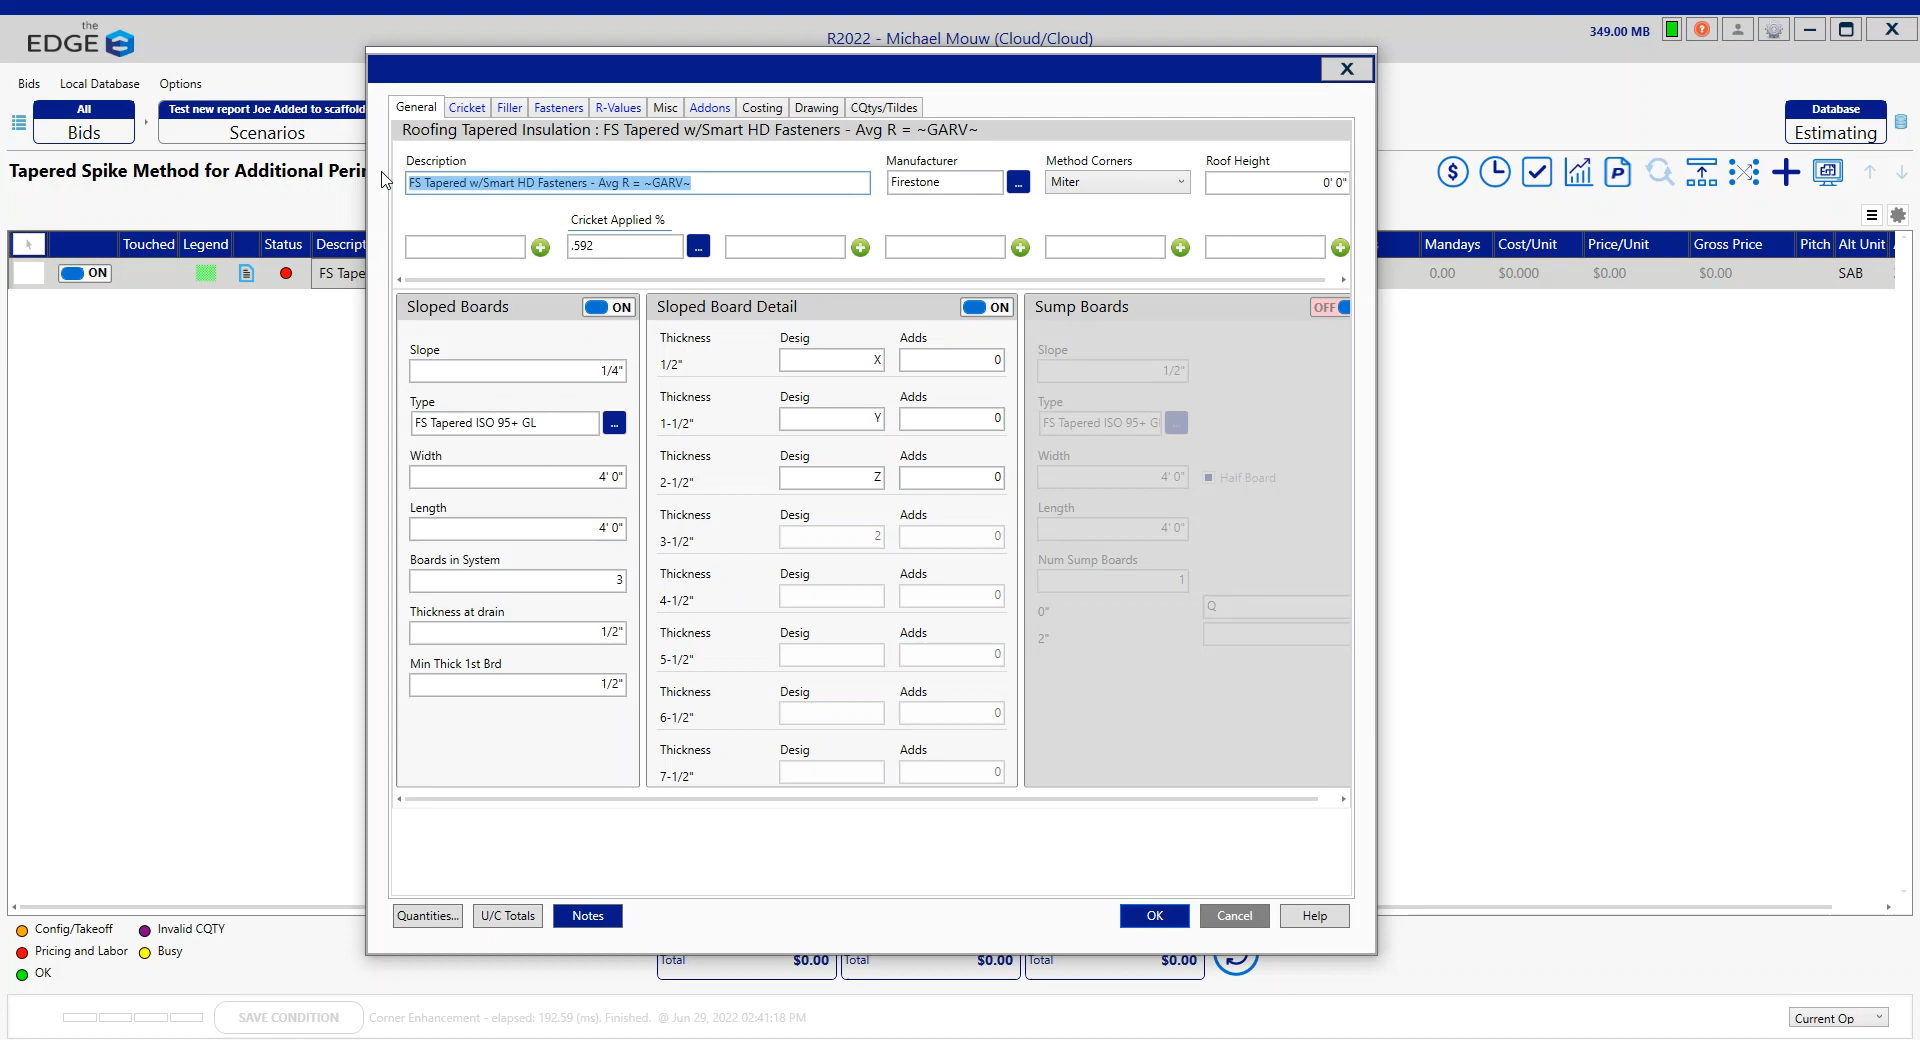 the
EDGE
R2022 - Michael Mouw (Cloud/Cloud)
349.00 MB
X
Bids
Local Database
Options
All
Bids
Test new report Joe Added to scaffold
Scenarios
Database
Estimating
Tapered Spike Method for Additional Perir
Touched
Legend
Status
Descript
Mandays
Cost/Unit
Price/Unit
Gross Price
Pitch
Alt Unit
ON
FS Tape
0.00
$0.000
$0.00
$0.00
SAB
X
General
Cricket
Filler
Fasteners
R-Values
Misc
Addons
Costing
Drawing
CQtys/Tildes
Roofing Tapered Insulation : FS Tapered w/Smart HD Fasteners - Avg R = ~GARV~
Description
Manufacturer
Method Corners
Roof Height
FS Tapered w/Smart HD Fasteners - Avg R = ~GARV~
Firestone
...
Miter
0' 0"
Cricket Applied %
.592
...
Sloped Boards
ON
Slope
1/4"
Type
FS Tapered ISO 95+ GL
...
Width
4' 0"
Length
4' 0"
Boards in System
3
Thickness at drain
1/2"
Min Thick 1st Brd
1/2"
Sloped Board Detail
ON
Thickness Desig Adds
1/2" X 0
Thickness Desig Adds
1-1/2" Y 0
Thickness Desig Adds
2-1/2" Z 0
Thickness Desig Adds
3-1/2" 2 0
Thickness Desig Adds
4-1/2" 0
Thickness Desig Adds
5-1/2" 0
Thickness Desig Adds
6-1/2" 0
Thickness Desig Adds
7-1/2" 0
Sump Boards
OFF
Slope
1/2"
Type
FS Tapered ISO 95+ Gl
...
Width
4' 0"
Half Board
Length
4' 0"
Num Sump Boards
1
0" Q
2"
Quantities...
U/C Totals
Notes
OK
Cancel
Help
Config/Takeoff
Invalid CQTY
Pricing and Labor
Busy
OK
Total $0.00
Total $0.00
Total $0.00
SAVE CONDITION
Corner Enhancement - elapsed: 192.59 (ms). Finished. @ Jun 29, 2022 02:41:18 PM
Current Op